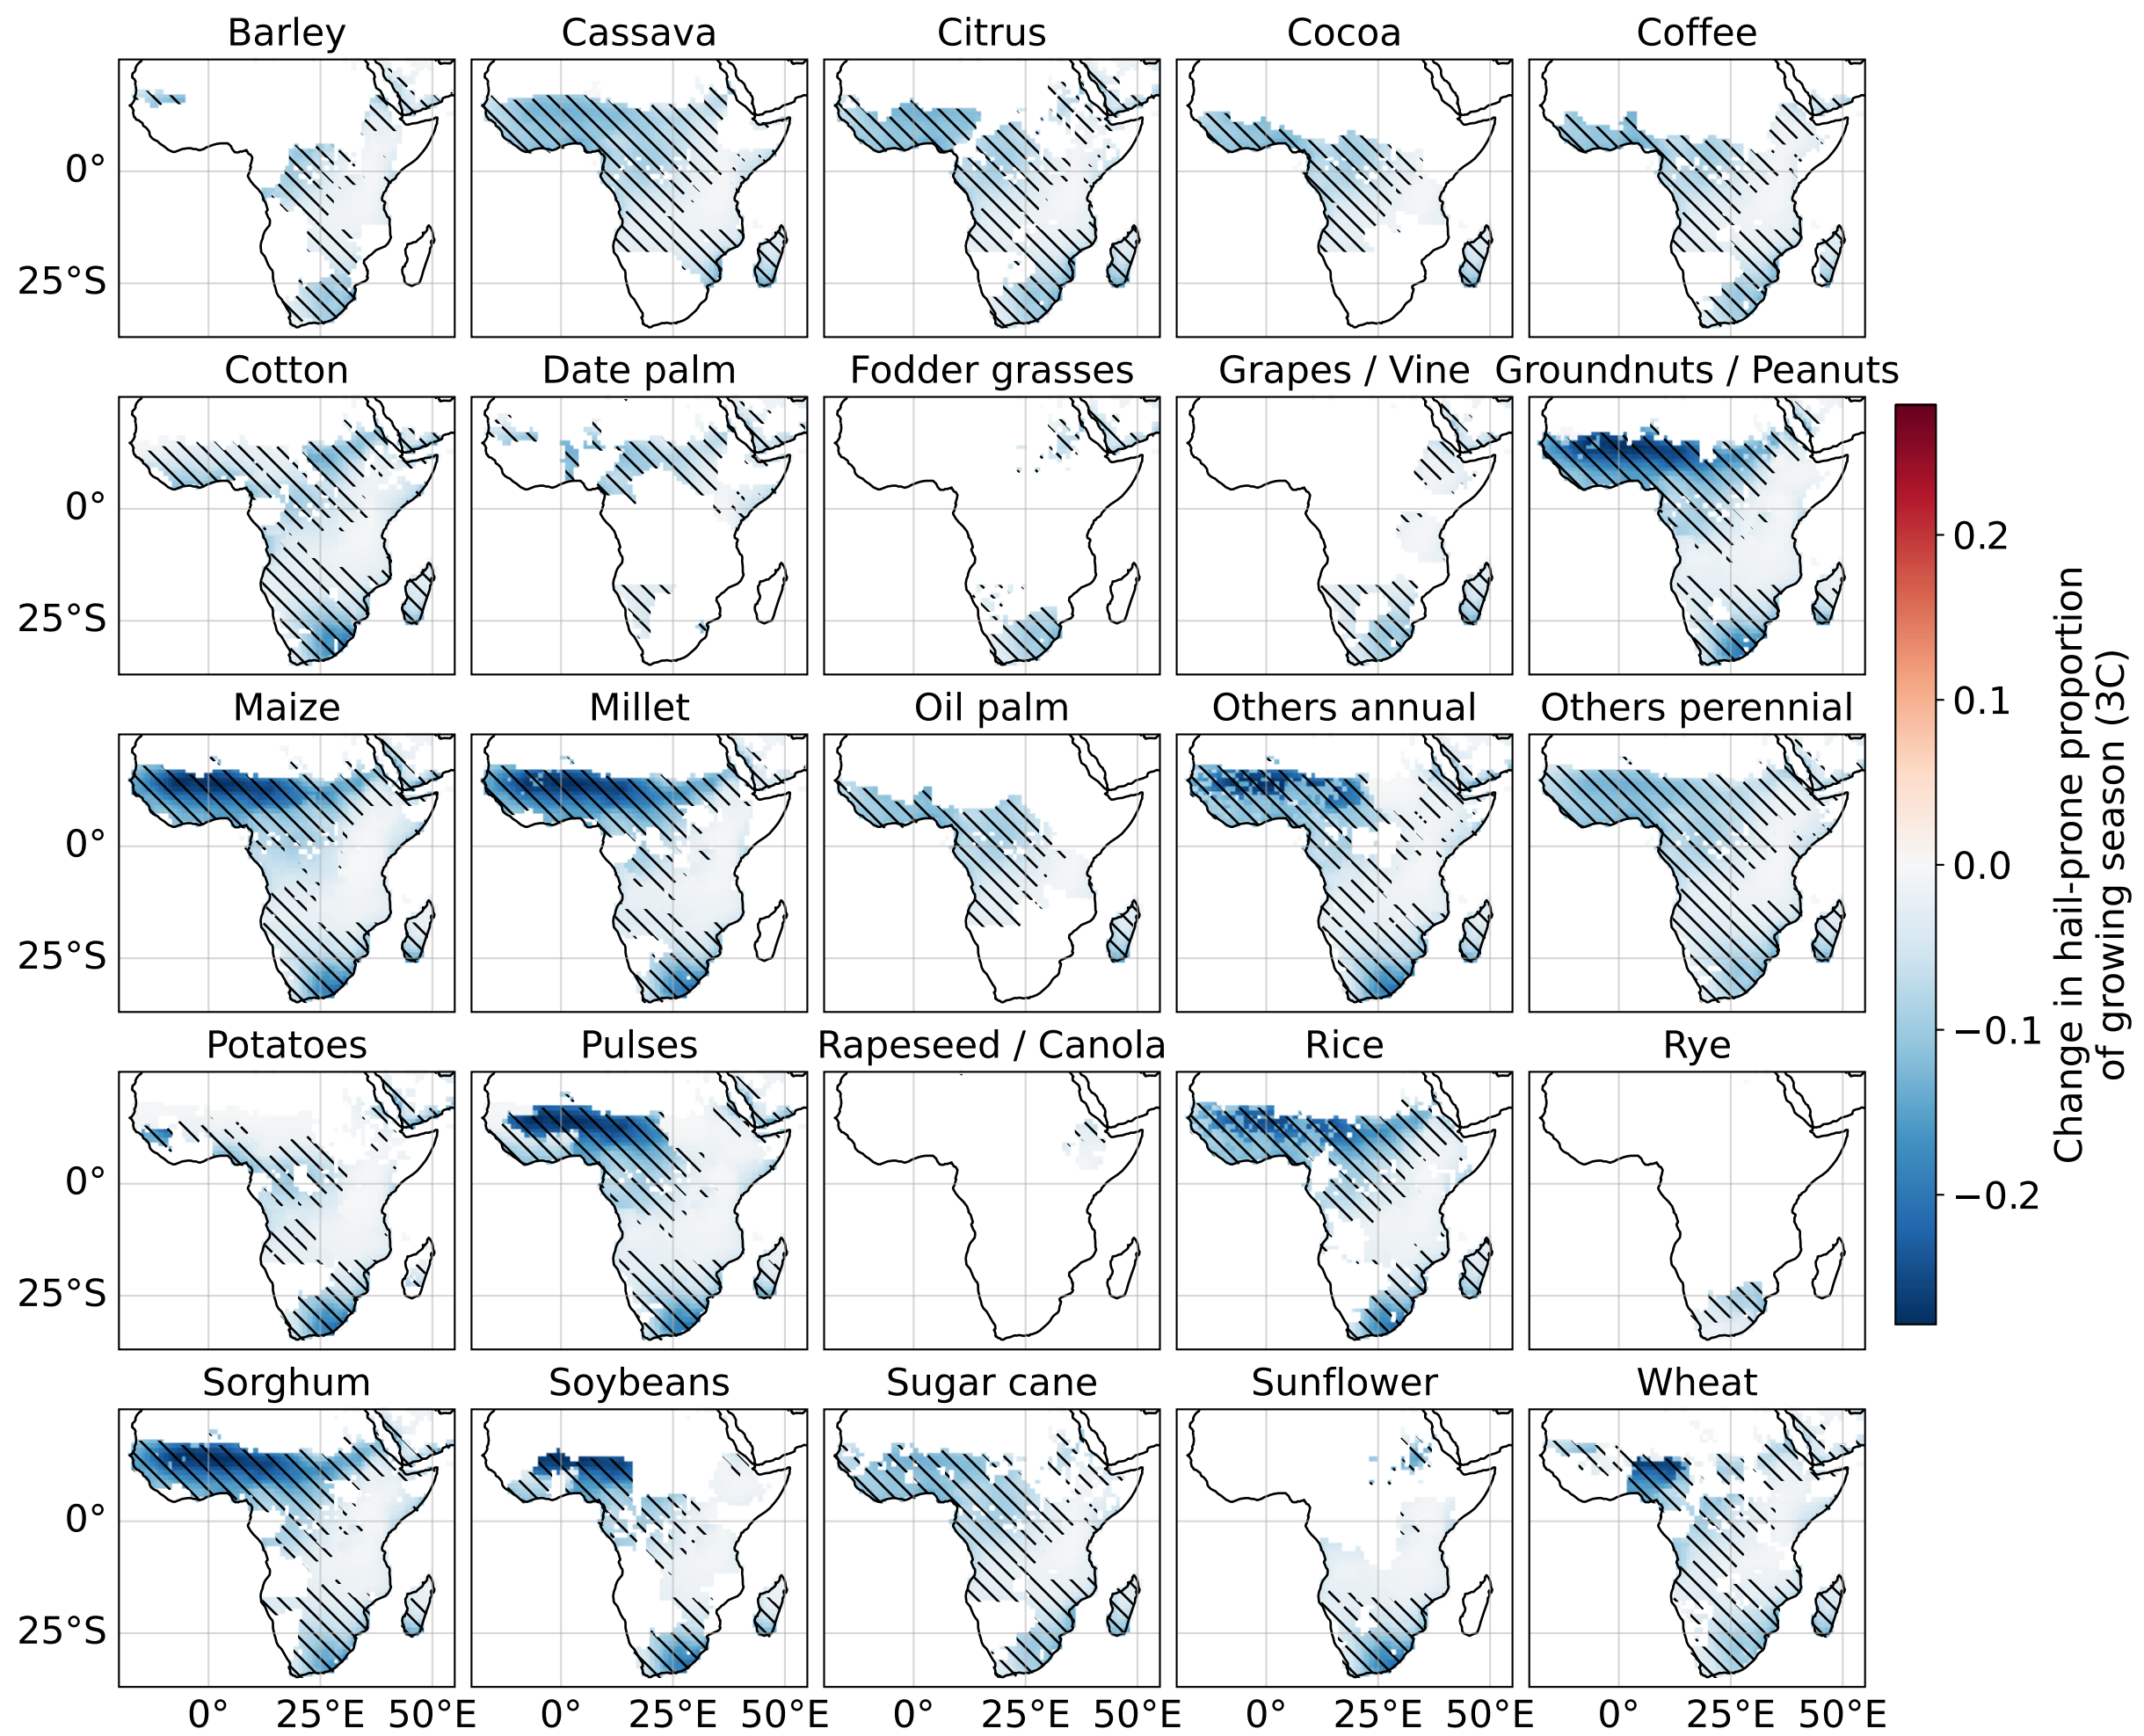 Barley Cassava Citrus Cocoa Coffee
0°
25°S
Cotton Date palm Fodder grasses Grapes / Vine Groundnuts / Peanuts
0°
25°S
Maize Millet Oil palm Others annual Others perennial
0°
25°S
Potatoes Pulses Rapeseed / Canola Rice Rye
0°
25°S
Sorghum Soybeans Sugar cane Sunflower Wheat
0°
25°S
0° 25°E 50°E 0° 25°E 50°E 0° 25°E 50°E 0° 25°E 50°E 0° 25°E 50°E
0.2
0.1
0.0
−0.1
−0.2
Change in hail-prone proportion
of growing season (3C)